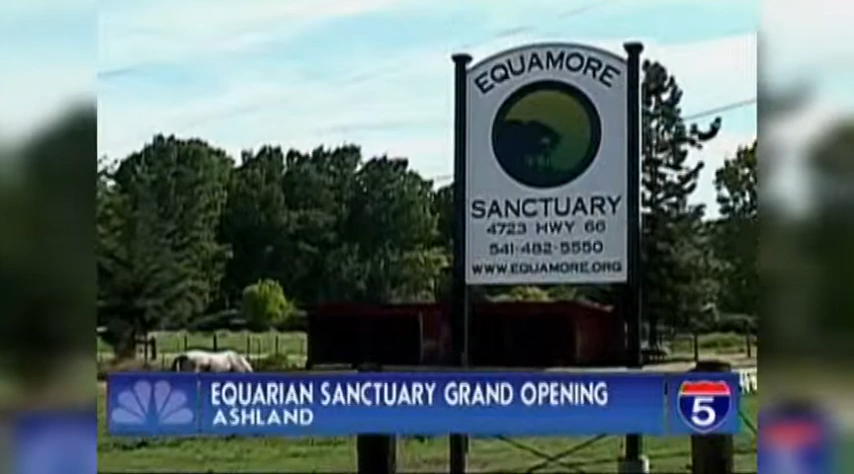 EQUAMORE
SANCTUARY
4723 HWY 66
541-482-5550
WWW.EQUAMORE.ORG
EQUARIAN SANCTUARY GRAND OPENING
ASHLAND
5